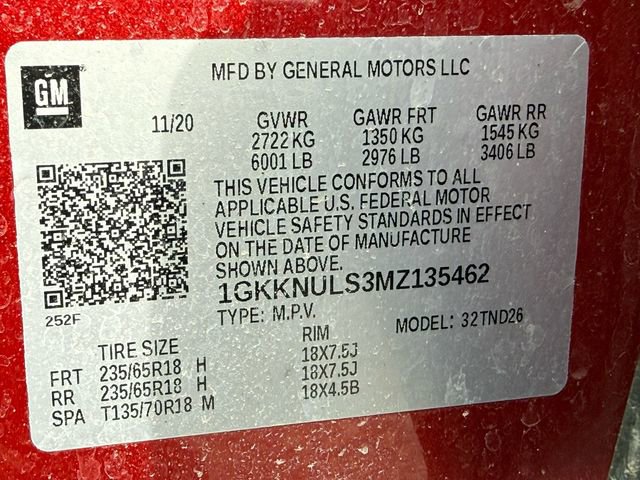 GM
MFD BY GENERAL MOTORS LLC
11/20 GVWR GAWR FRT GAWR RR
2722 KG 1350 KG 1545 KG
6001 LB 2976 LB 3406 LB
THIS VEHICLE CONFORMS TO ALL
APPLICABLE U.S. FEDERAL MOTOR
VEHICLE SAFETY STANDARDS IN EFFECT
ON THE DATE OF MANUFACTURE
SHOWN ABOVE.
1GKKNULS3MZ135462
252F
TYPE: M.P.V. MODEL: 32TND26
TIRE SIZE RIM
FRT 235/65R18 H 18X7.5J
RR 235/65R18 H 18X7.5J
SPA T135/70R18 M 18X4.5B